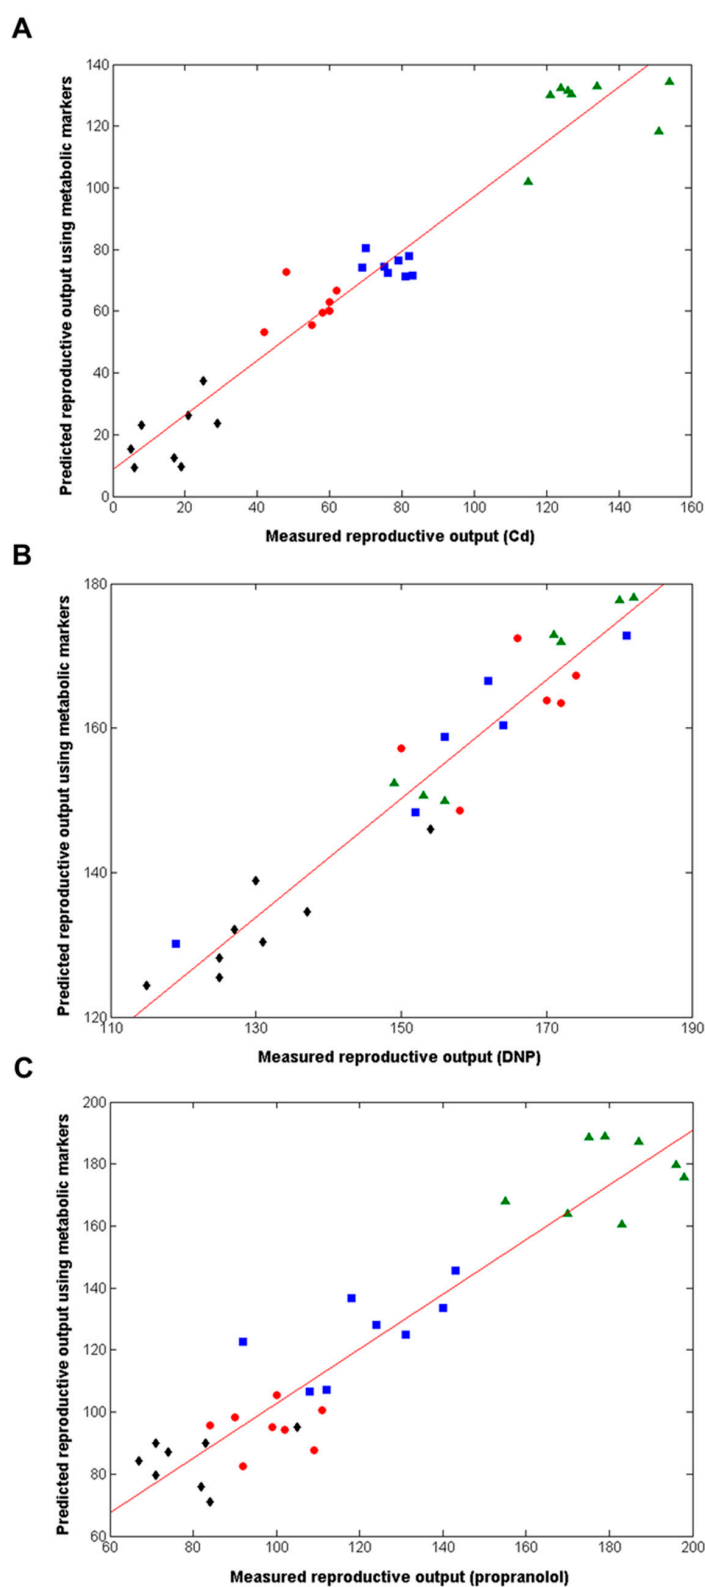 A
Predicted reproductive output using metabolic markers
140
120
100
80
60
40
20
0
0 20 40 60 80 100 120 140 160
Measured reproductive output (Cd)
B
Predicted reproductive output using metabolic markers
180
160
140
120
110 130 150 170 190
Measured reproductive output (DNP)
C
Predicted reproductive output using metabolic markers
200
180
160
140
120
100
80
60
60 80 100 120 140 160 180 200
Measured reproductive output (propranolol)